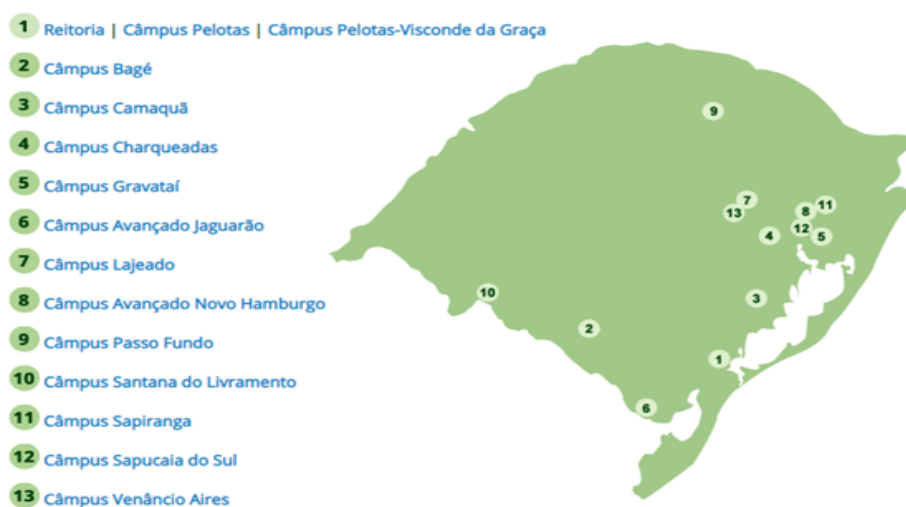 1 Reitoria | Câmpus Pelotas | Câmpus Pelotas-Visconde da Graça
2 Câmpus Bagé
3 Câmpus Camaquã
4 Câmpus Charqueadas
5 Câmpus Gravataí
6 Câmpus Avançado Jaguarão
7 Câmpus Lajeado
8 Câmpus Avançado Novo Hamburgo
9 Câmpus Passo Fundo
10 Câmpus Santana do Livramento
11 Câmpus Sapiranga
12 Câmpus Sapucaia do Sul
13 Câmpus Venâncio Aires
9
7
11
13
8
12
4
5
10
3
2
1
6